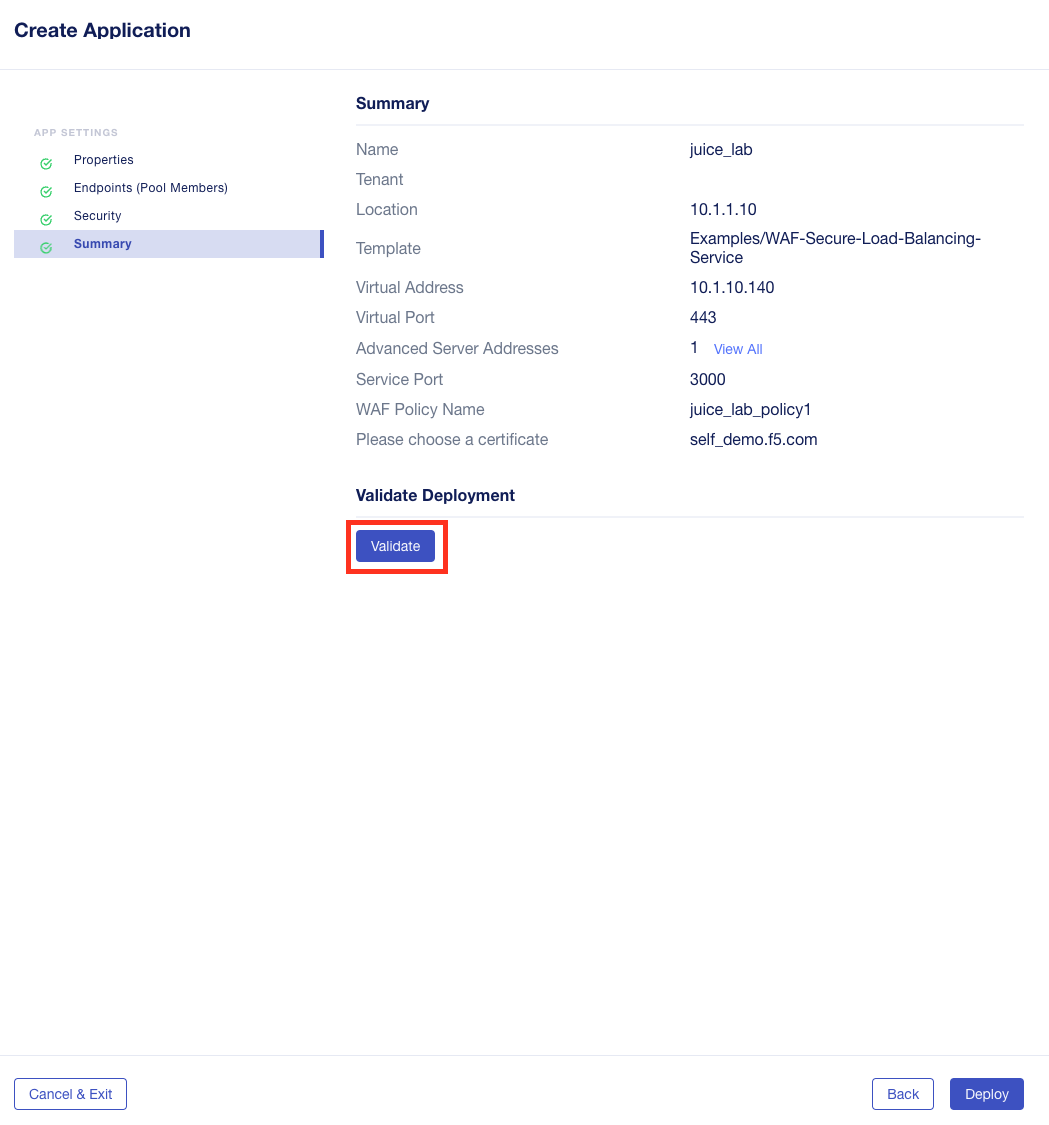 Create Application
APP SETTINGS
Properties
Endpoints (Pool Members)
Security
Summary
Summary
Name juice_lab
Tenant
Location 10.1.1.10
Template Examples/WAF-Secure-Load-Balancing-
Service
Virtual Address 10.1.10.140
Virtual Port 443
Advanced Server Addresses 1 View All
Service Port 3000
WAF Policy Name juice_lab_policy1
Please choose a certificate self_demo.f5.com
Validate Deployment
Validate
Cancel & Exit Back Deploy